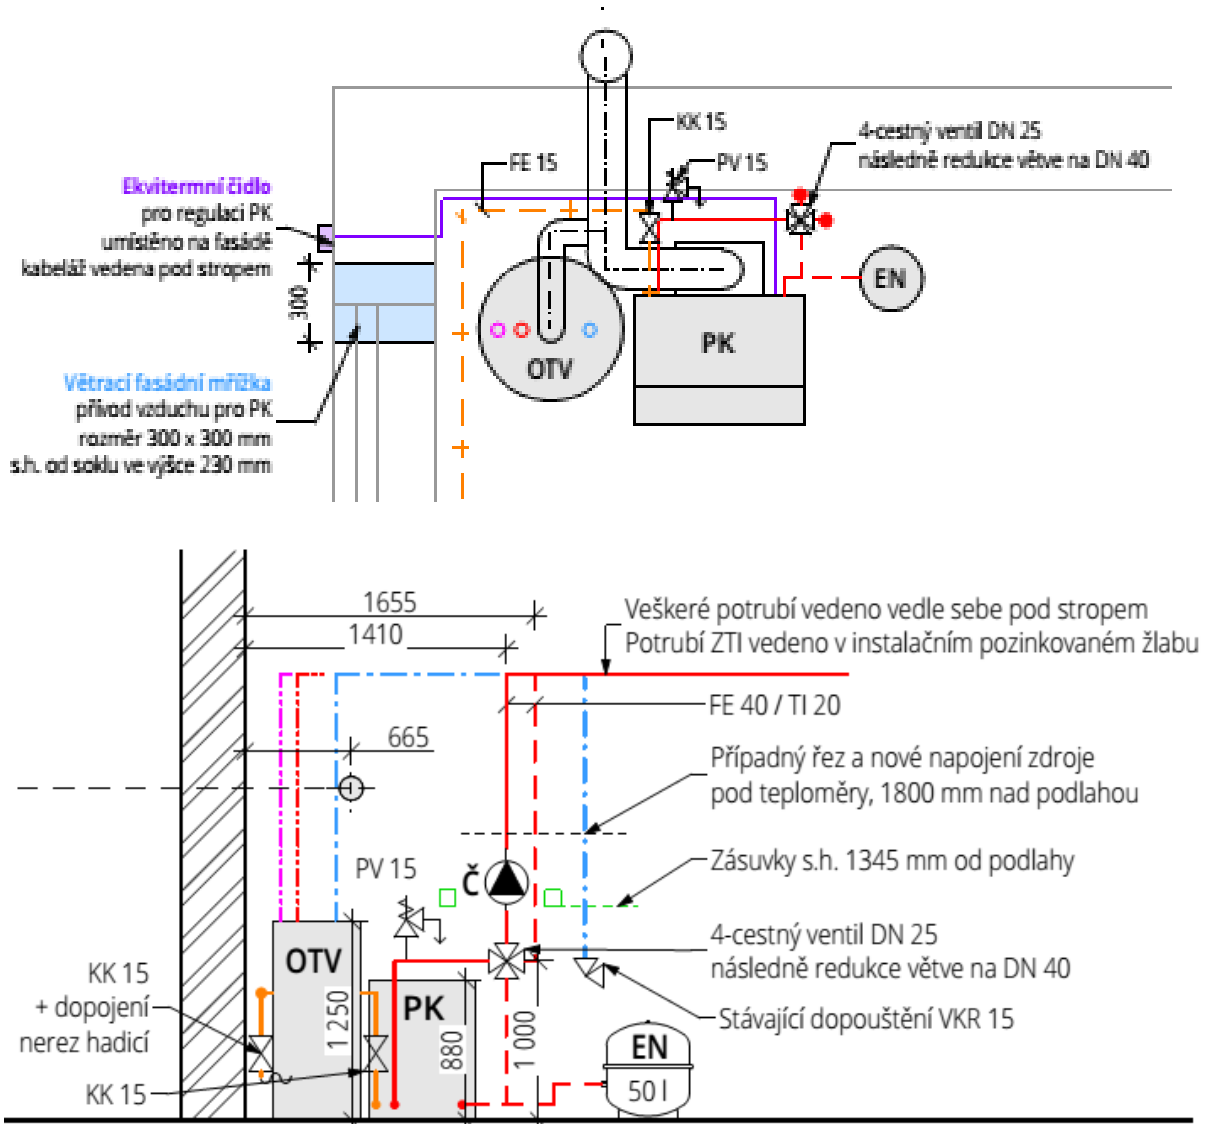 KK 15
4-cestný ventil DN 25
následně redukce větve na DN 40
FE 15
PV 15
Ekvitermní čidlo
pro regulaci PK
umístěno na fasádě
kabeláž vedena pod stropem
300
EN
PK
OTV
Větrací fasádní mřížka
přívod vzduchu pro PK
rozměr 300 x 300 mm
s.h. od soklu ve výšce 230 mm
1655
Veškeré potrubí vedeno vedle sebe pod stropem
Potrubí ZTI vedeno v instalačním pozinkovaném žlabu
1410
FE 40 / TI 20
665
Případný řez a nové napojení zdroje
pod teploměry, 1800 mm nad podlahou
PV 15
Č
Zásuvky s.h. 1345 mm od podlahy
4-cestný ventil DN 25
následně redukce větve na DN 40
OTV
KK 15
+ dopojení
nerez hadicí
PK
1 250
880
1 000
Stávající dopouštění VKR 15
EN
50 l
KK 15